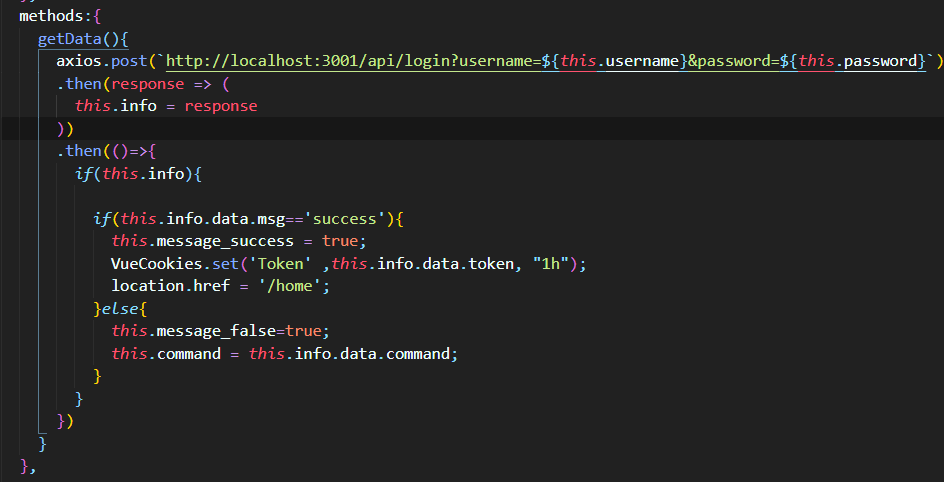 methods:{
getData(){
axios.post(`http://localhost:3001/api/login?username=${this.username}&password=${this.password}`)
.then(response => (
this.info = response
))
.then(()=>{
if(this.info){
if(this.info.data.msg=='success'){
this.message_success = true;
VueCookies.set('Token' ,this.info.data.token, "1h");
location.href = '/home';
}else{
this.message_false=true;
this.command = this.info.data.command;
}
}
})
}
},